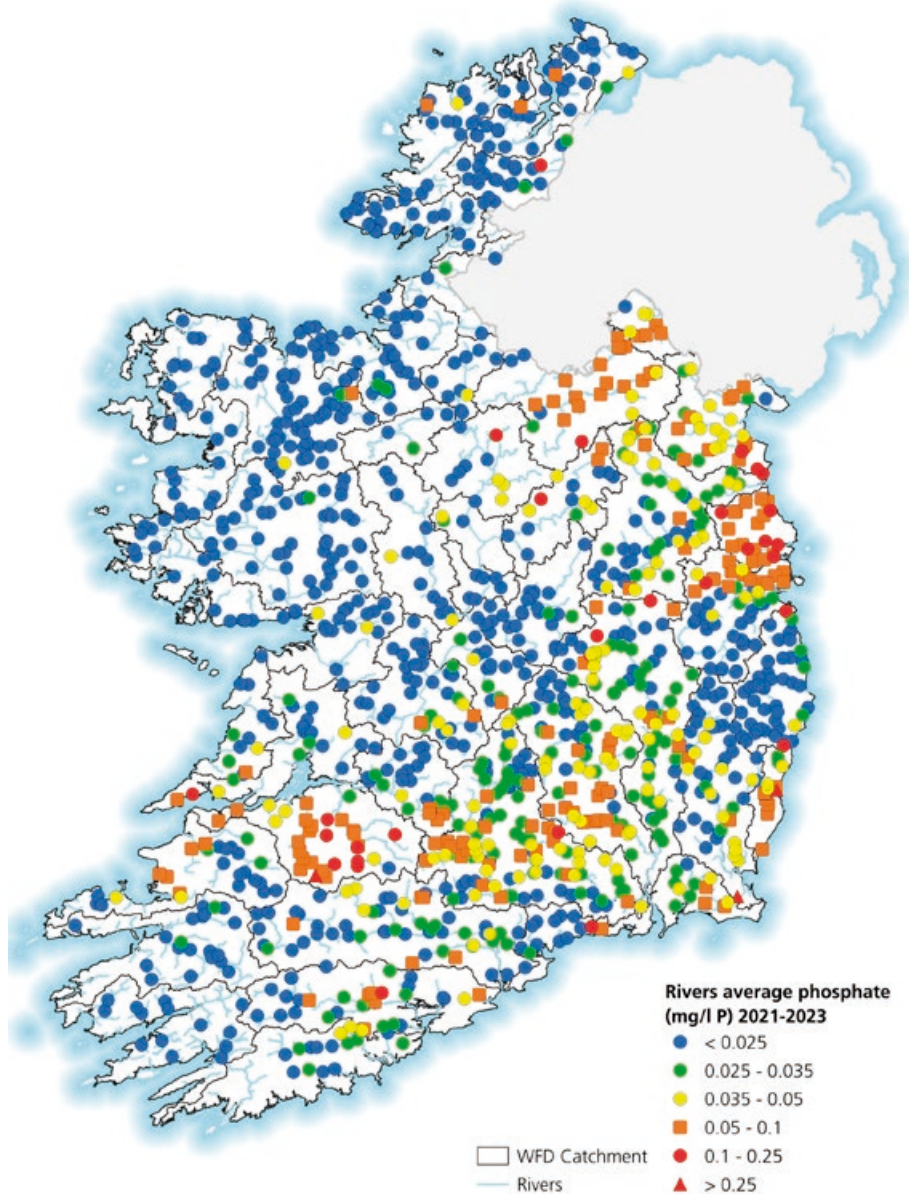 Rivers average phosphate
(mg/l P) 2021-2023
< 0.025
0.025 - 0.035
0.035 - 0.05
0.05 - 0.1
0.1 - 0.25
> 0.25
WFD Catchment
Rivers